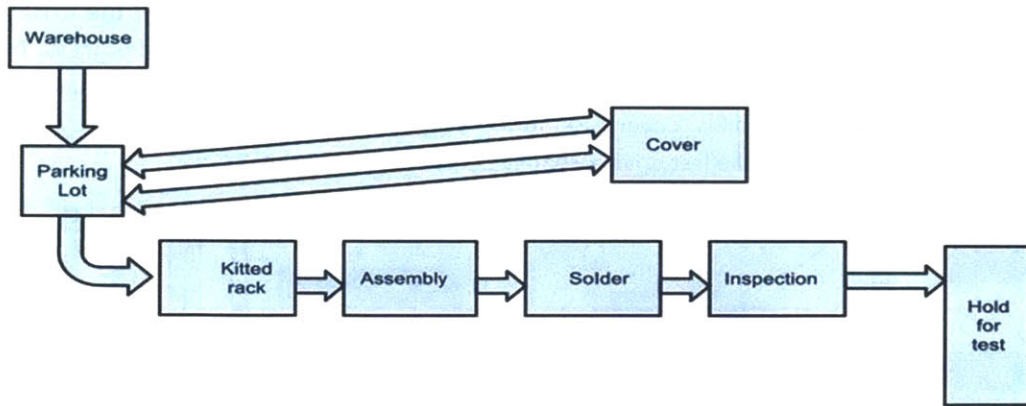 Warehouse
Parking
Lot
Cover
Kitted
rack
Assembly
Solder
Inspection
Hold
for
test